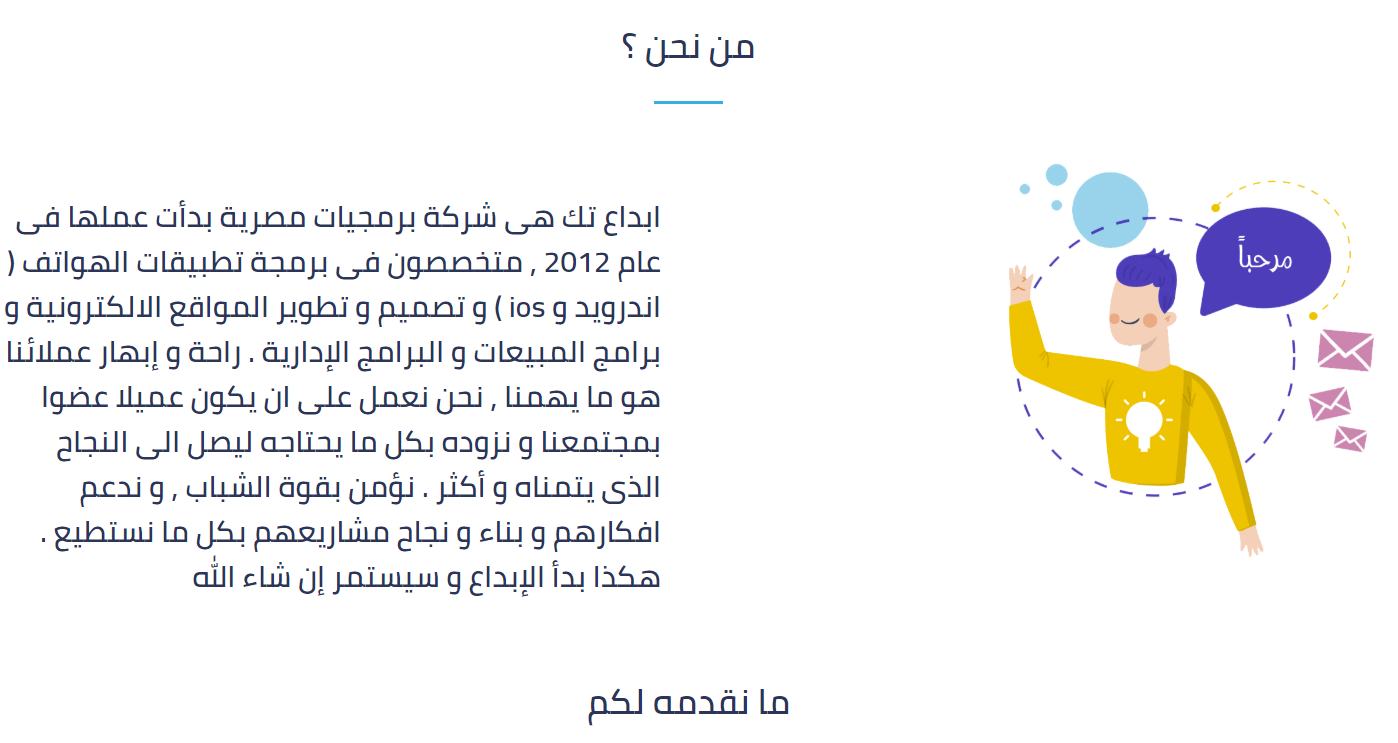 من نحن ؟
مرحباً
ابداع تك هى شركة برمجيات مصرية بدأت عملها فى
عام 2012 , متخصصون فى برمجة تطبيقات الهواتف (
اندرويد و ios ) و تصميم و تطوير المواقع الالكترونية و
برامج المبيعات و البرامج الإدارية . راحة و إبهار عملائنا
هو ما يهمنا , نحن نعمل على ان يكون عميلا عضوا
بمجتمعنا و نزوده بكل ما يحتاجه ليصل الى النجاح
الذى يتمناه و أكثر . نؤمن بقوة الشباب , و ندعم
افكارهم و بناء و نجاح مشاريعهم بكل ما نستطيع .
هكذا بدأ الإبداع و سيستمر إن شاء الله
ما نقدمه لكم